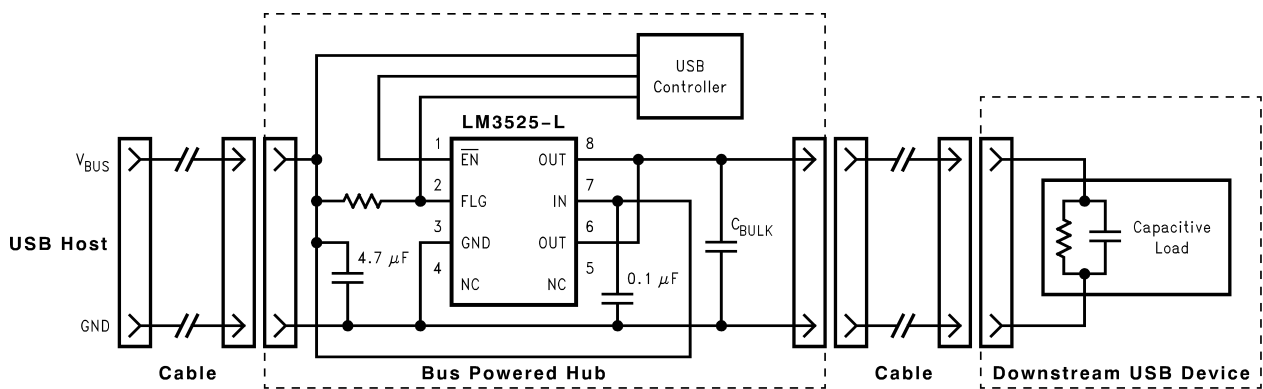 USB
Controller
LM3525-L
V_BUS
1
EN
OUT
8
2
FLG
IN
7
USB Host
3
GND
OUT
6
C_BULK
Capacitive
Load
4.7 μF
4
NC
NC
5
0.1 μF
GND
Cable
Bus Powered Hub
Cable
Downstream USB Device